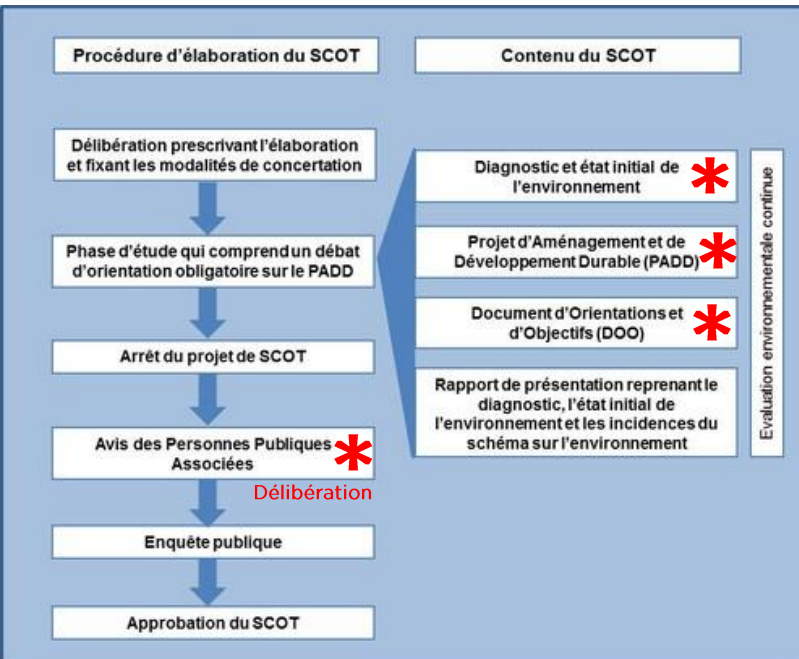 Procédure d'élaboration du SCOT
Contenu du SCOT
Délibération prescrivant l'élaboration
et fixant les modalités de concertation
Phase d'étude qui comprend un débat
d'orientation obligatoire sur le PADD
Arrêt du projet de SCOT
Avis des Personnes Publiques
Associées
Délibération
Enquête publique
Approbation du SCOT
Diagnostic et état initial de
l'environnement
Projet d'Aménagement et de
Développement Durable (PADD)
Document d'Orientations et
d'Objectifs (DOO)
Rapport de présentation reprenant le
diagnostic, l'état initial de
l'environnement et les incidences du
schéma sur l'environnement
Evaluation environnementale continue